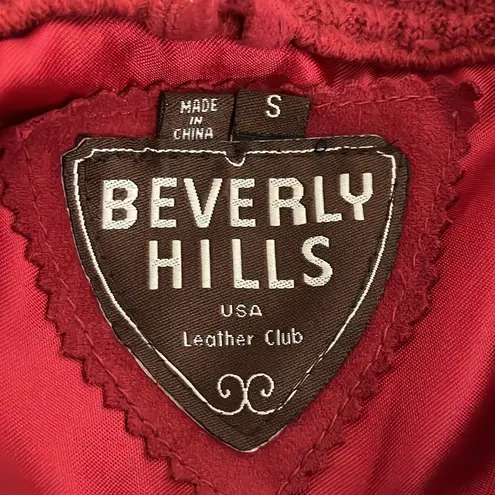 MADE
IN
CHINA
S
BEVERLY
HILLS
USA
Leather Club